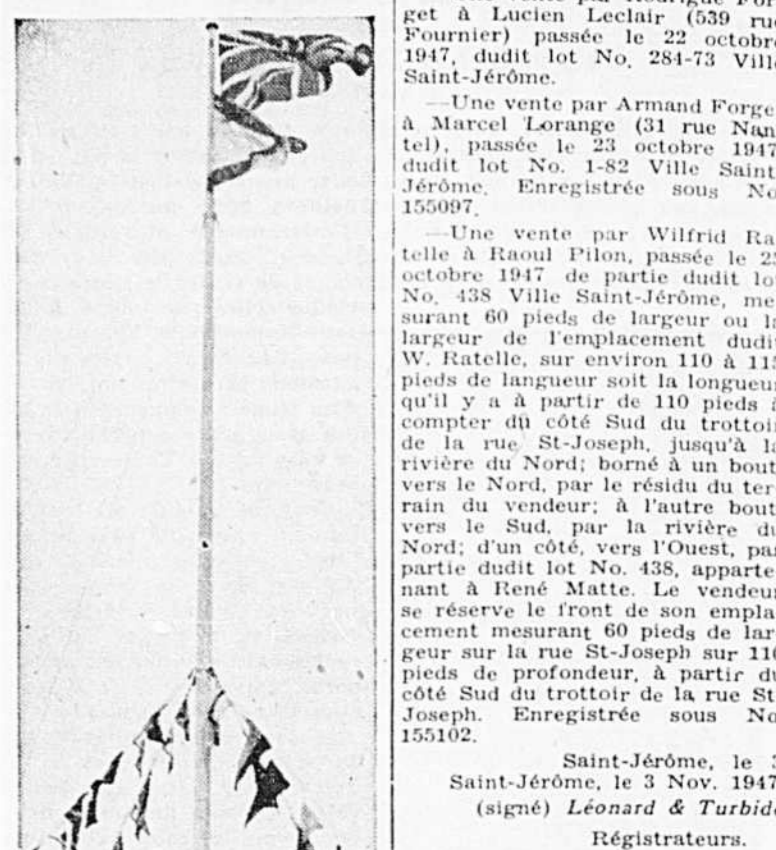 get à Lucien Leclair (539 rue
Fournier) passée le 22 octobre
1947, dudit lot No. 284-73 Ville
Saint-Jérôme.
—Une vente par Armand Forget
à Marcel Lorange (31 rue Nan-
tel), passée le 23 octobre 1947,
dudit lot No. 1-82 Ville Saint-
Jérôme. Enregistrée sous No
155097.
—Une vente par Wilfrid Ra-
telle à Raoul Pilon, passée le
octobre 1947 de partie dudit lot
No. 438 Ville Saint-Jérôme, me-
surant 60 pieds de largeur ou la
largeur de l'emplacement dudit
W. Ratelle, sur environ 110 à 115
pieds de langueur soit la longueur
qu'il y a à partir de 110 pieds à
compter du côté Sud du trottoir
de la rue St-Joseph, jusqu'à la
rivière du Nord; borné à un bout,
vers le Nord, par le résidu du ter-
rain du vendeur; à l'autre bout,
vers le Sud, par la rivière du
Nord; d'un côté, vers l'Ouest, par
partie dudit lot No. 438, apparte-
nant à René Matte. Le vendeur
se réserve le front de son empla-
cement mesurant 60 pieds de lar-
geur sur la rue St-Joseph sur 110
pieds de profondeur, à partir du
côté Sud du trottoir de la rue St-
Joseph. Enregistrée sous No
155102.
Saint-Jérôme, le 3
Saint-Jérôme, le 3 Nov. 1947
(signé) Léonard & Turbide
Régistrateurs.